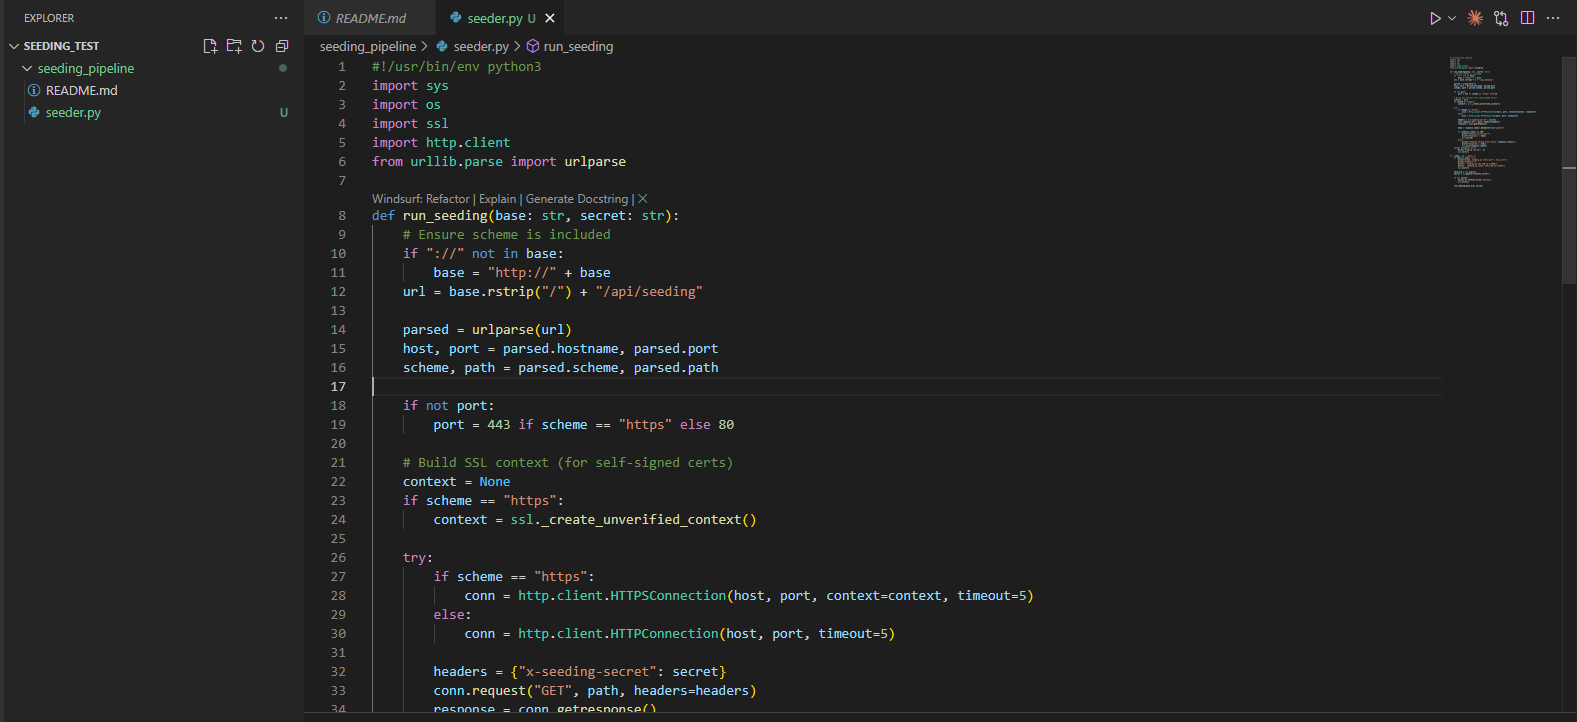 EXPLORER
SEEDING_TEST
seeding_pipeline
README.md
seeder.py U
README.md
seeder.py U
seeding_pipeline > seeder.py > run_seeding
1 #!/usr/bin/env python3
2 import sys
3 import os
4 import ssl
5 import http.client
6 from urllib.parse import urlparse
7
Windsurf: Refactor | Explain | Generate Docstring | X
8 def run_seeding(base: str, secret: str):
9 # Ensure scheme is included
10 if "://" not in base:
11 base = "http://" + base
12 url = base.rstrip("/") + "/api/seeding"
13
14 parsed = urlparse(url)
15 host, port = parsed.hostname, parsed.port
16 scheme, path = parsed.scheme, parsed.path
17
18 if not port:
19 port = 443 if scheme == "https" else 80
20
21 # Build SSL context (for self-signed certs)
22 context = None
23 if scheme == "https":
24 context = ssl._create_unverified_context()
25
26 try:
27 if scheme == "https":
28 conn = http.client.HTTPSConnection(host, port, context=context, timeout=5)
29 else:
30 conn = http.client.HTTPConnection(host, port, timeout=5)
31
32 headers = {"x-seeding-secret": secret}
33 conn.request("GET", path, headers=headers)
34 response = conn.getresponse()